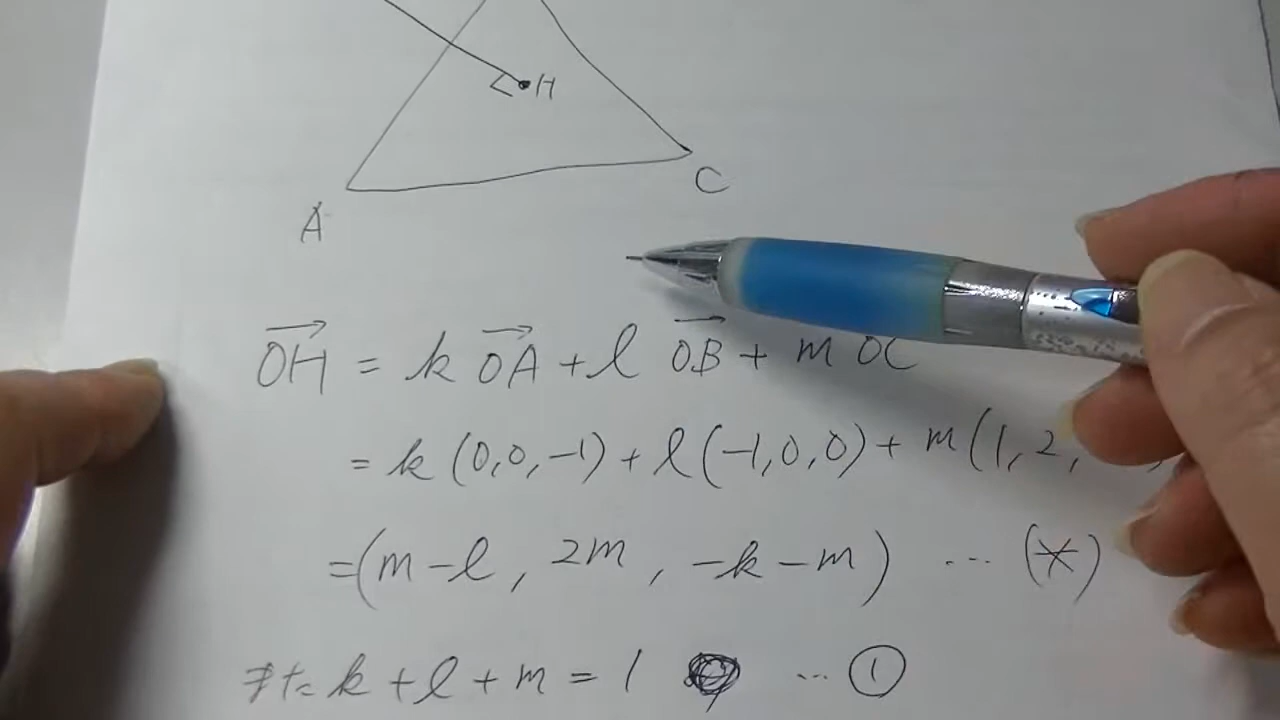 H
C
A
→OH = k →OA + l →OB + m OC
= k (0,0,-1) + l (-1,0,0) + m (1, 2,
= (m - l, 2m, -k - m) ... (*)
また k + l + m = 1 ... ①